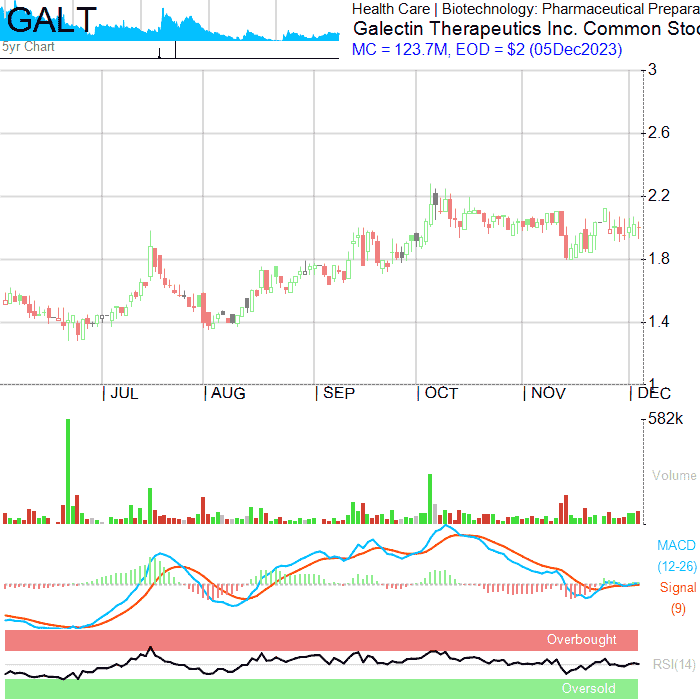 GALT
5yr Chart
Health Care | Biotechnology: Pharmaceutical Prepara
Galectin Therapeutics Inc. Common Stoc
MC = 123.7M, EOD = $2 (05Dec2023)
3
2.6
2.2
1.8
1.4
1
| JUL | AUG | SEP | OCT | NOV | DEC
582k
Volume
MACD
(12-26)
Signal
(9)
Overbought
RSI(14)
Oversold